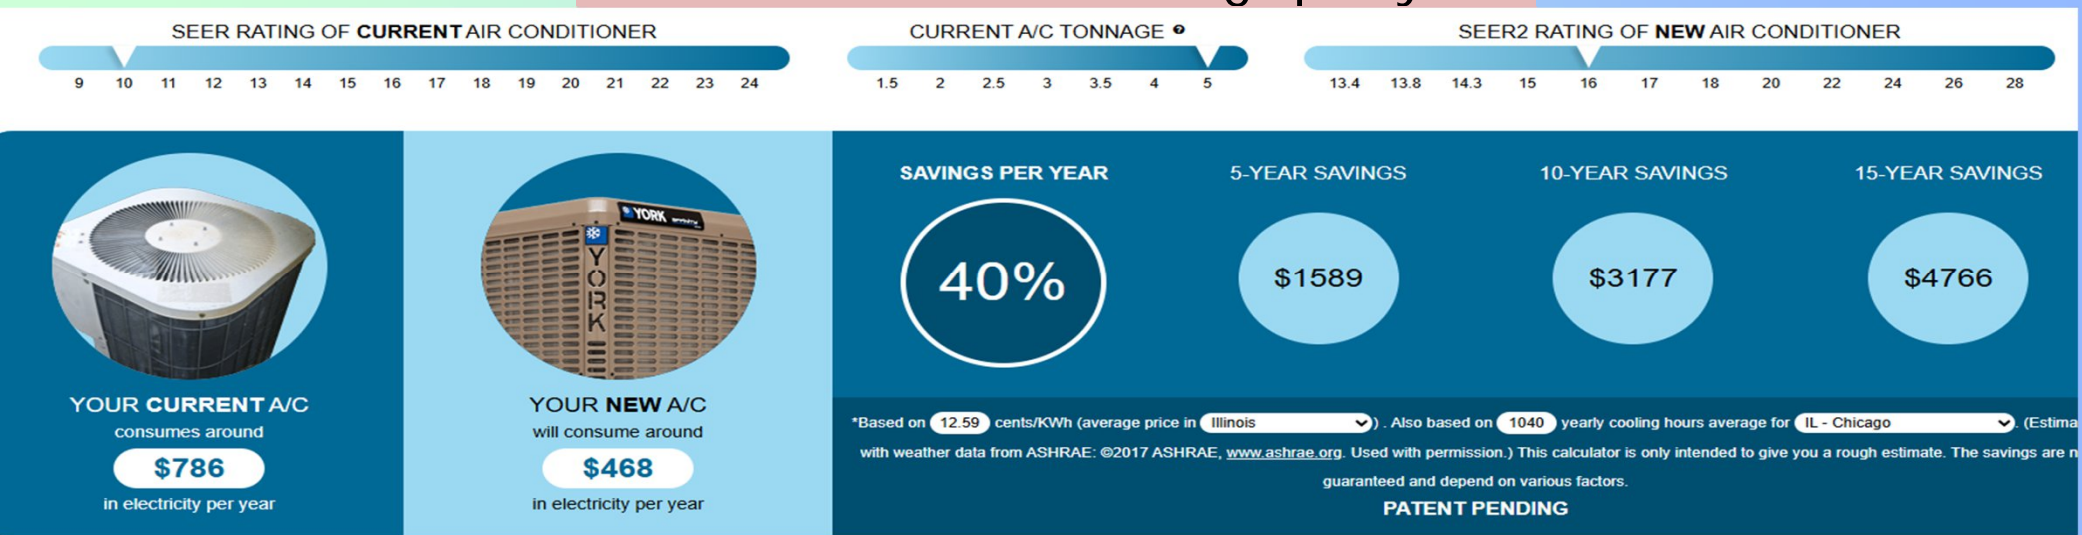 SEER RATING OF CURRENT AIR CONDITIONER
9 10 11 12 13 14 15 16 17 18 19 20 21 22 23 24
CURRENT A/C TONNAGE ?
1.5 2 2.5 3 3.5 4 5
SEER2 RATING OF NEW AIR CONDITIONER
13.4 13.8 14.3 15 16 17 18 20 22 24 26 28
YOUR CURRENT A/C
consumes around
$786
in electricity per year
YORK
YORK
YOUR NEW A/C
will consume around
$468
in electricity per year
SAVINGS PER YEAR
40%
5-YEAR SAVINGS
$1589
10-YEAR SAVINGS
$3177
15-YEAR SAVINGS
$4766
*Based on 12.59 cents/KWh (average price in Illinois ) . Also based on 1040 yearly cooling hours average for IL - Chicago . (Estima
with weather data from ASHRAE: ©2017 ASHRAE, www.ashrae.org. Used with permission.) This calculator is only intended to give you a rough estimate. The savings are n
guaranteed and depend on various factors.
PATENT PENDING